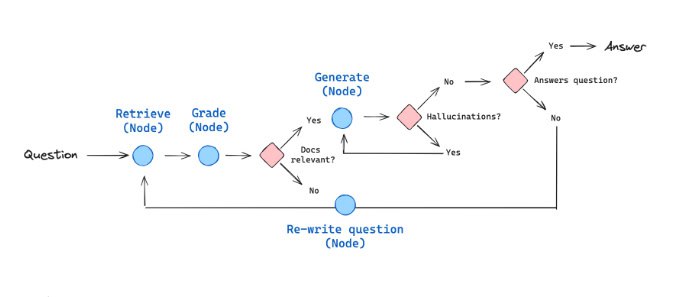 Question
Retrieve
(Node)
Grade
(Node)
Docs
relevant?
Yes
No
Generate
(Node)
Hallucinations?
No
Yes
Answers question?
Yes
Answer
No
Re-write question
(Node)